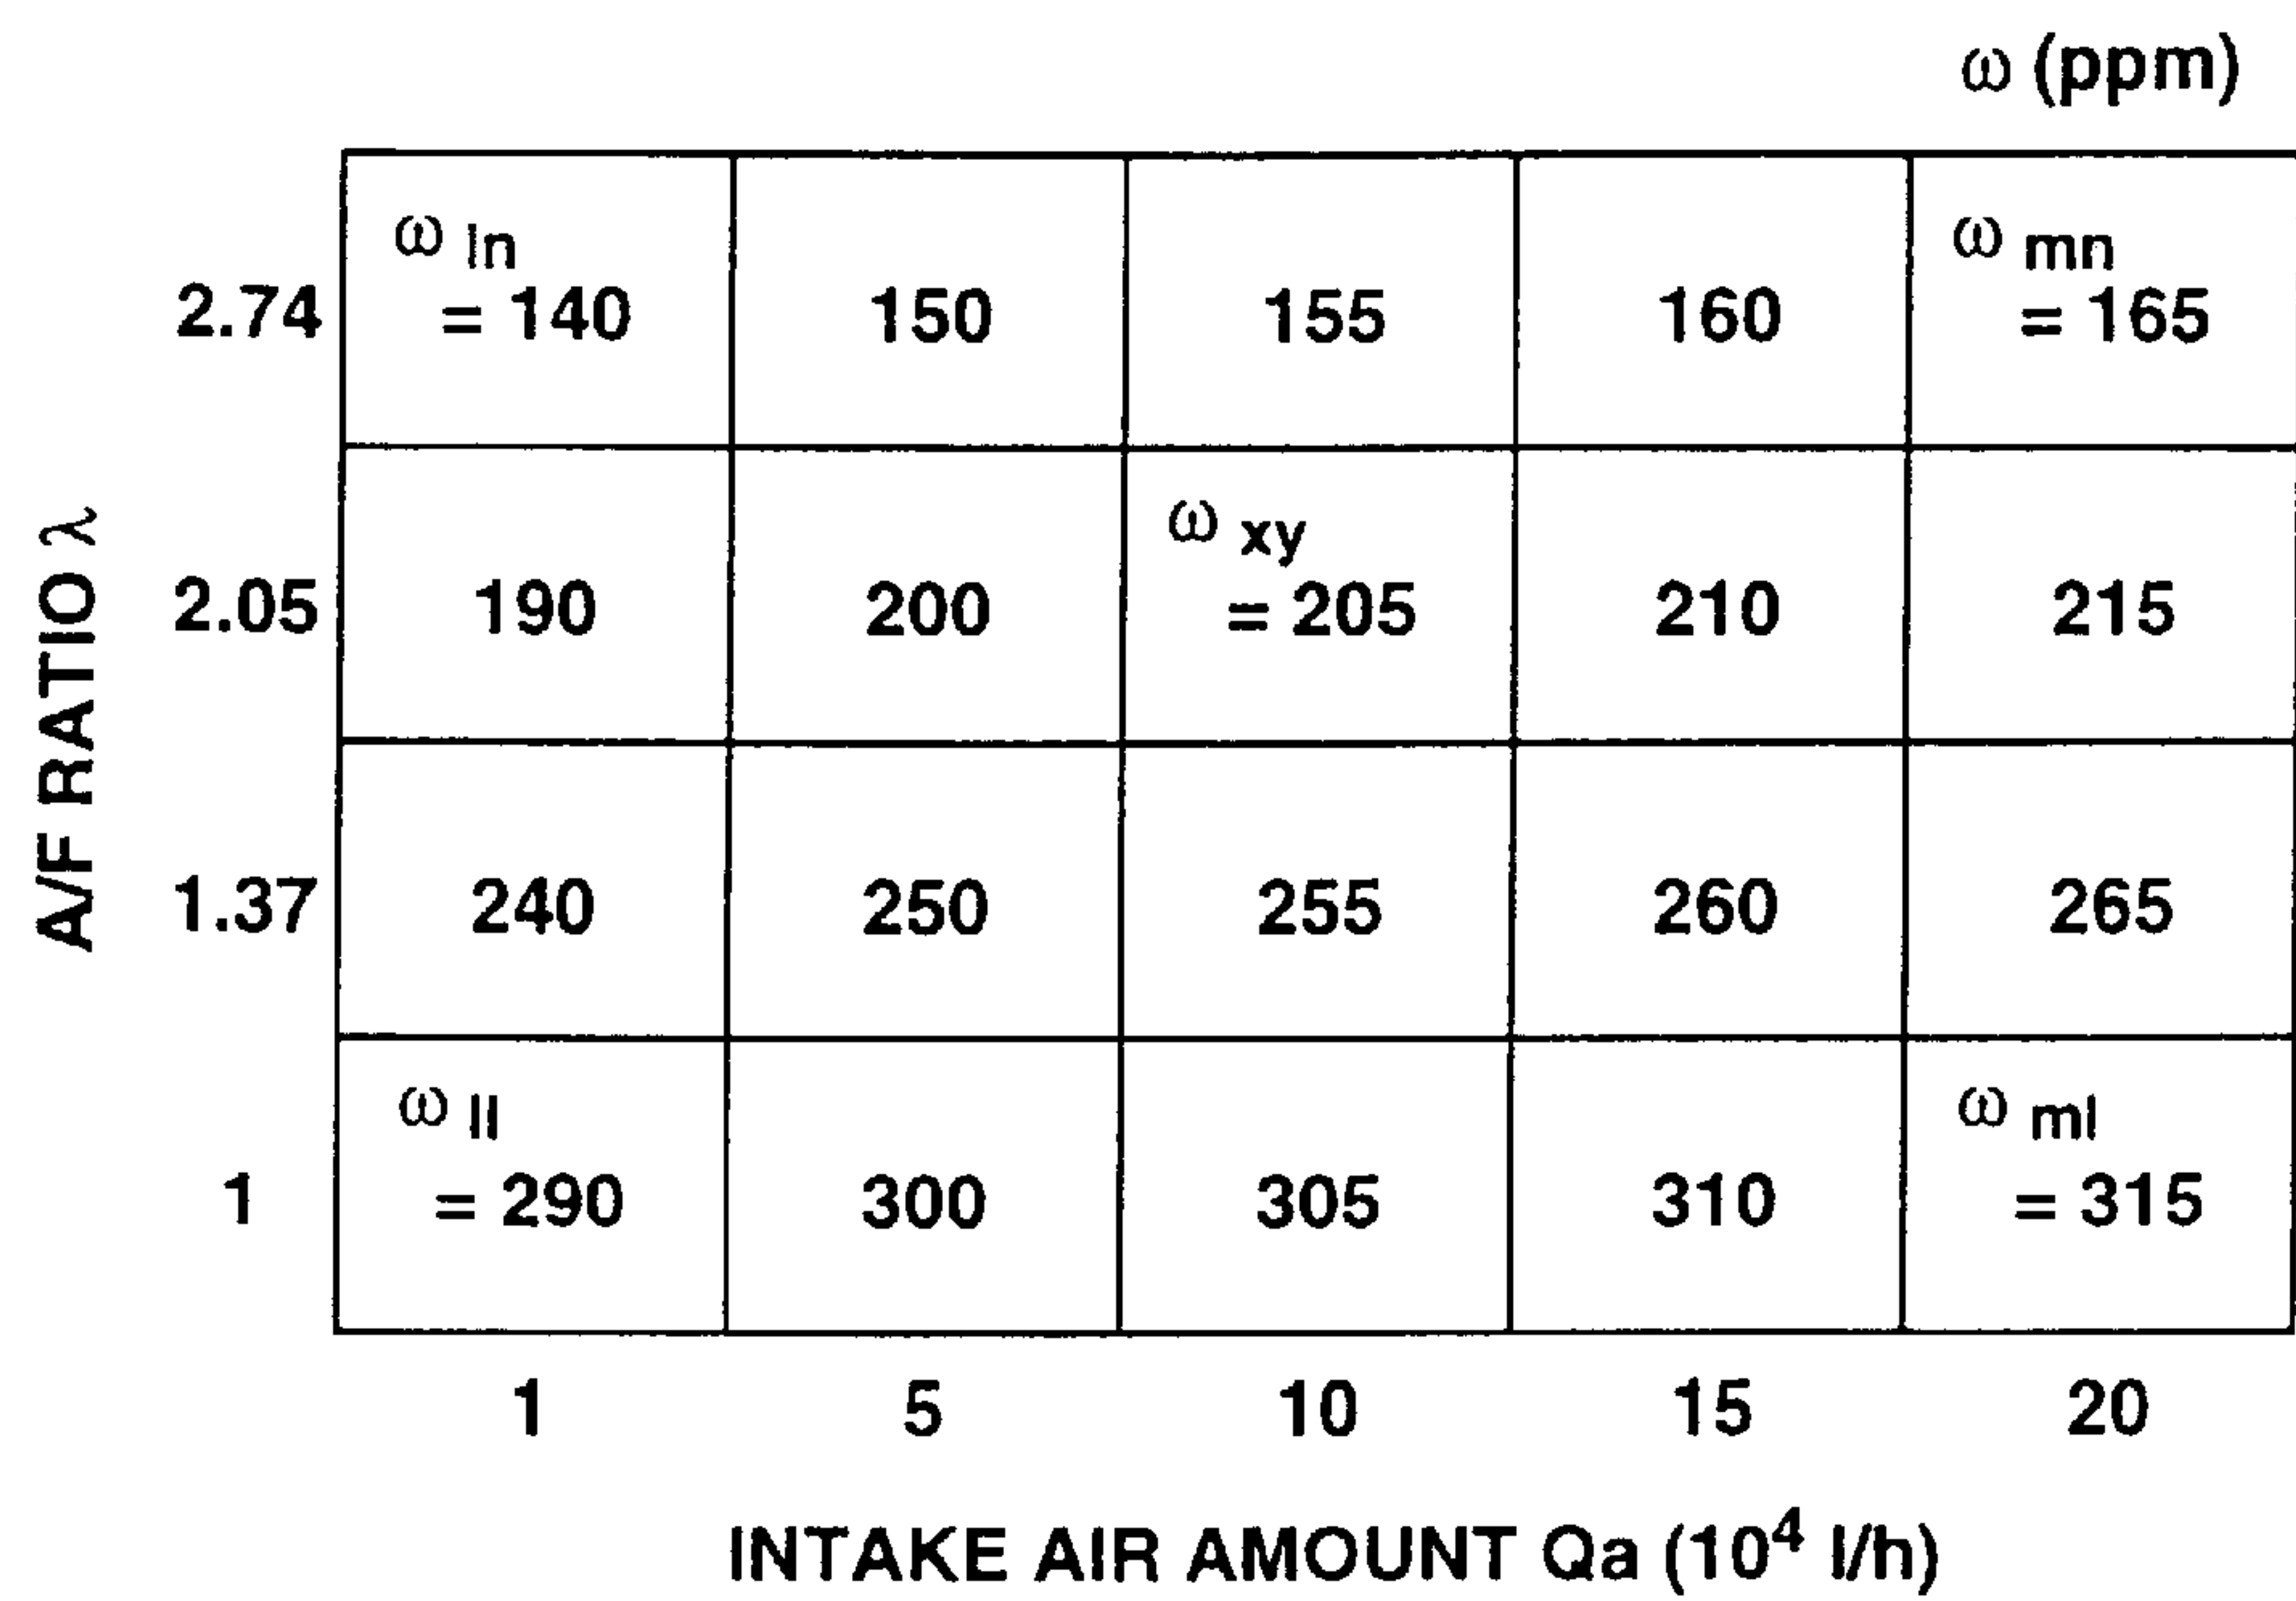 ω (ppm)
ω ln ω mn
2.74 = 140 150 155 160 = 165
ω xy
2.05 190 200 = 205 210 215
A/F RATIO λ
1.37 240 250 255 260 265
ω ll ω ml
1 = 290 300 305 310 = 315
1 5 10 15 20
INTAKE AIR AMOUNT Qa (10⁴ l/h)